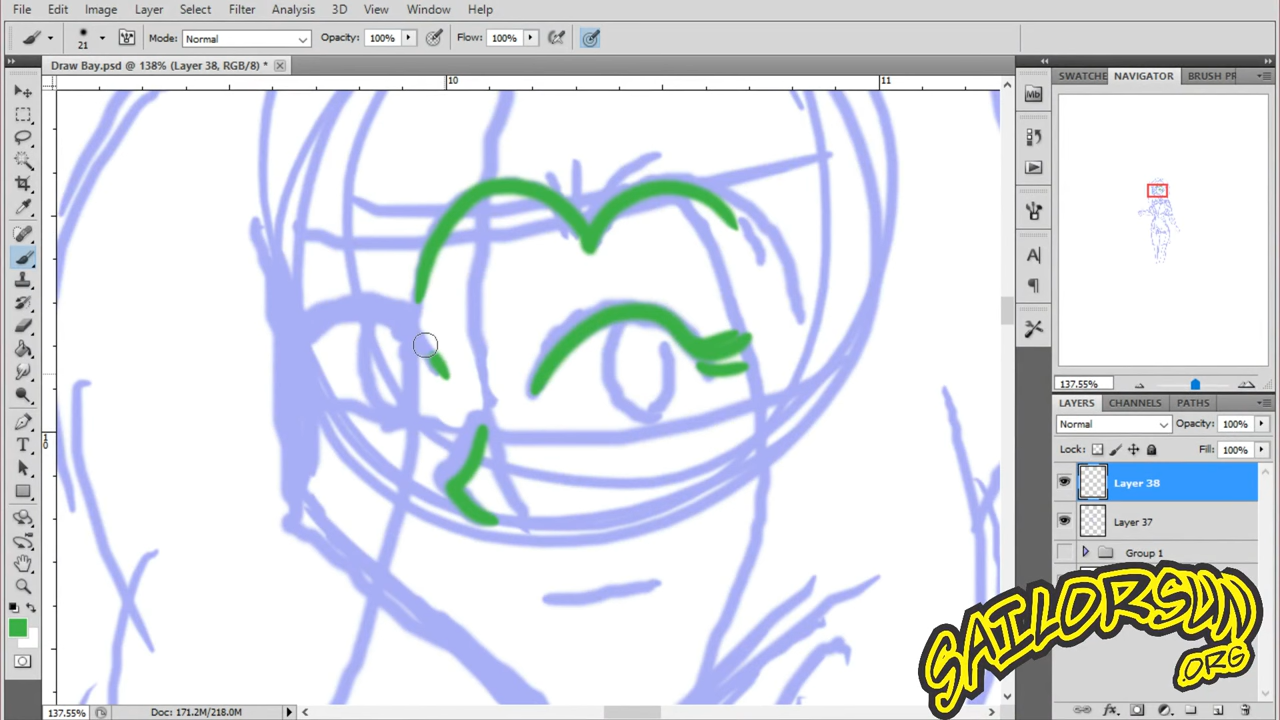 File Edit Image Layer Select Filter Analysis 3D View Window Help
21 Mode: Normal Opacity: 100% Flow: 100%
Draw Bay.psd @ 138% (Layer 38, RGB/8) *
10 11
SWATCHE NAVIGATOR BRUSH PR
Mb
137.55%
LAYERS CHANNELS PATHS
Normal Opacity: 100%
Lock: Fill: 100%
Layer 38
Layer 37
Group 1
SAILORSUN
.ORG
137.55% Doc: 171.2M/218.0M